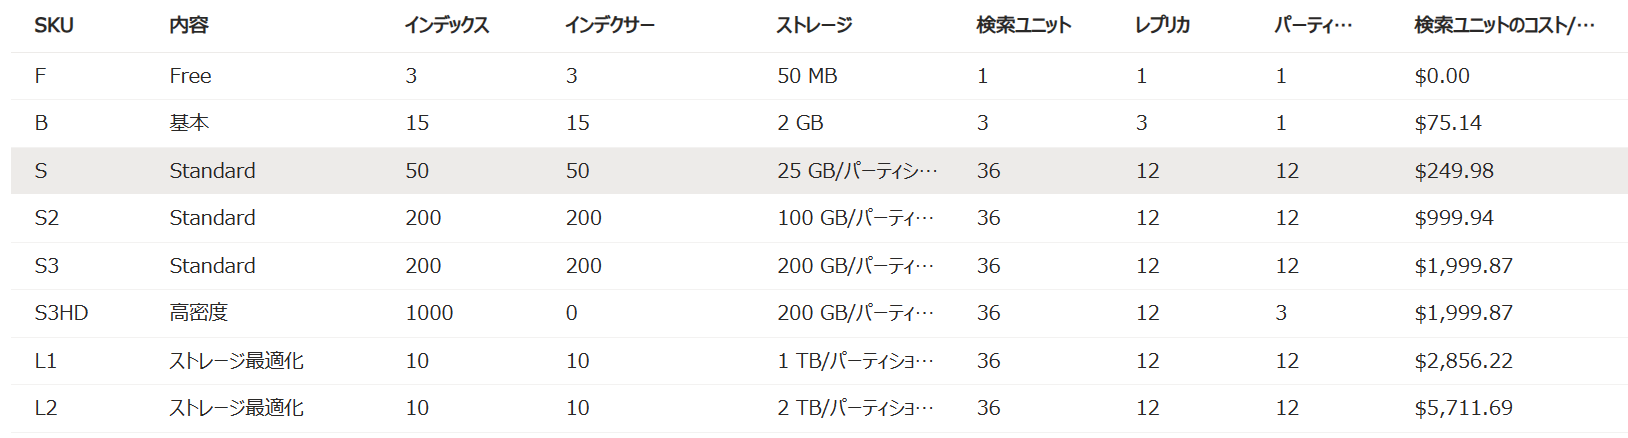 SKU 内容 インデックス インデクサー ストレージ 検索ユニット レプリカ パーティ… 検索ユニットのコスト/…
F Free 3 3 50 MB 1 1 1 $0.00
B 基本 15 15 2 GB 3 3 1 $75.14
S Standard 50 50 25 GB/パーティシ… 36 12 12 $249.98
S2 Standard 200 200 100 GB/パーティ… 36 12 12 $999.94
S3 Standard 200 200 200 GB/パーティ… 36 12 12 $1,999.87
S3HD 高密度 1000 0 200 GB/パーティ… 36 12 3 $1,999.87
L1 ストレージ最適化 10 10 1 TB/パーティショ… 36 12 12 $2,856.22
L2 ストレージ最適化 10 10 2 TB/パーティショ… 36 12 12 $5,711.69